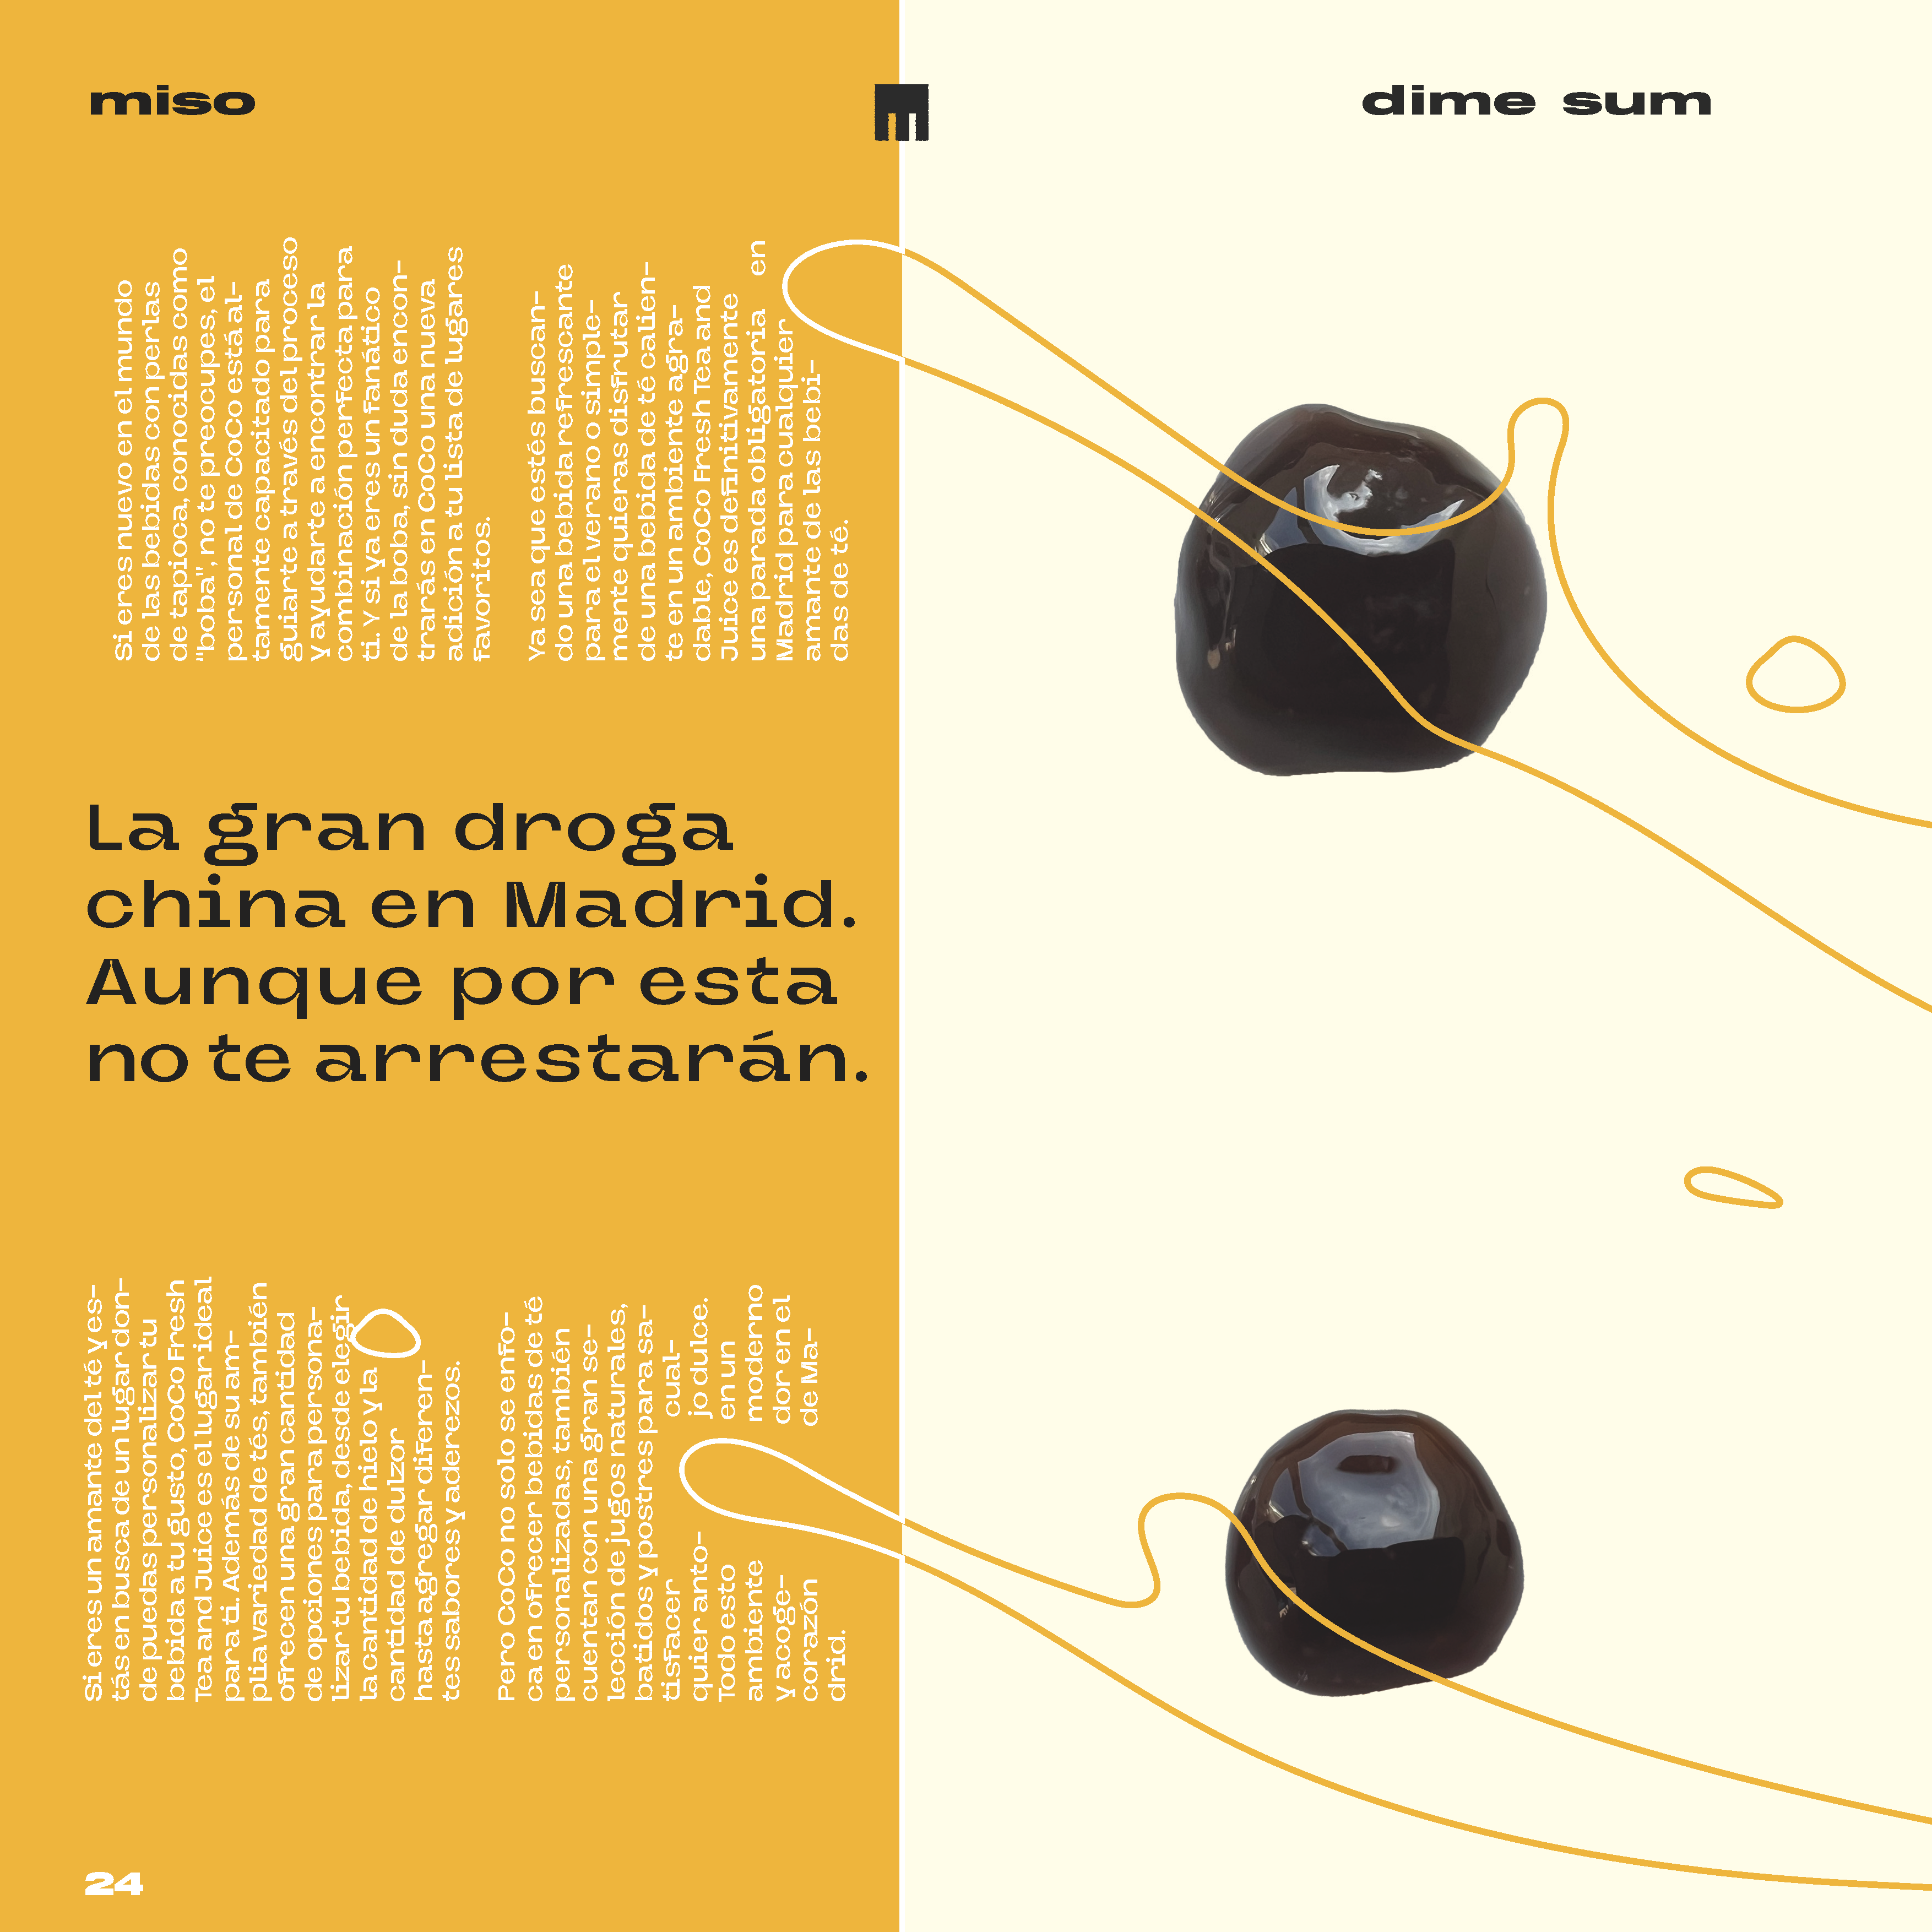 miso
m
dime sum
La gran droga
china en Madrid.
Aunque por esta
no te arrestarán.
Si eres un amante del té y es-
tás en busca de un lugar don-
de puedas personalizar tu
bebida a tu gusto, CoCo Fresh
Tea and Juice es el lugar ideal
para ti. Además de su am-
plia variedad de tés, también
ofrecen una gran cantidad
de opciones para persona-
lizar tu bebida, desde elegir
la cantidad de hielo y la
cantidad de dulzor
hasta agregar diferen-
tes sabores y aderezos.
Pero CoCo no solo se enfo-
ca en ofrecer bebidas de té
personalizadas, también
cuentan con una gran se-
lección de jugos naturales,
batidos y postres para sa-
tisfacer cual-
quier anto- jo dulce.
Todo esto en un
ambiente moderno
y acoge- dor en el
corazón de Ma-
drid.
Si eres nuevo en el mundo
de las bebidas con perlas
de tapioca, conocidas como
"boba", no te preocupes, el
personal de CoCo está al-
tamente capacitado para
guiarte a través del proceso
y ayudarte a encontrar la
combinación perfecta para
ti. Y si ya eres un fanático
de la boba, sin duda encon-
trarás en CoCo una nueva
adición a tu lista de lugares
favoritos.
Ya sea que estés buscan-
do una bebida refrescante
para el verano o simple-
mente quieras disfrutar
de una bebida de té calien-
te en un ambiente agra-
dable, CoCo Fresh Tea and
Juice es definitivamente
una parada obligatoria en
Madrid para cualquier
amante de las bebi-
das de té.
24